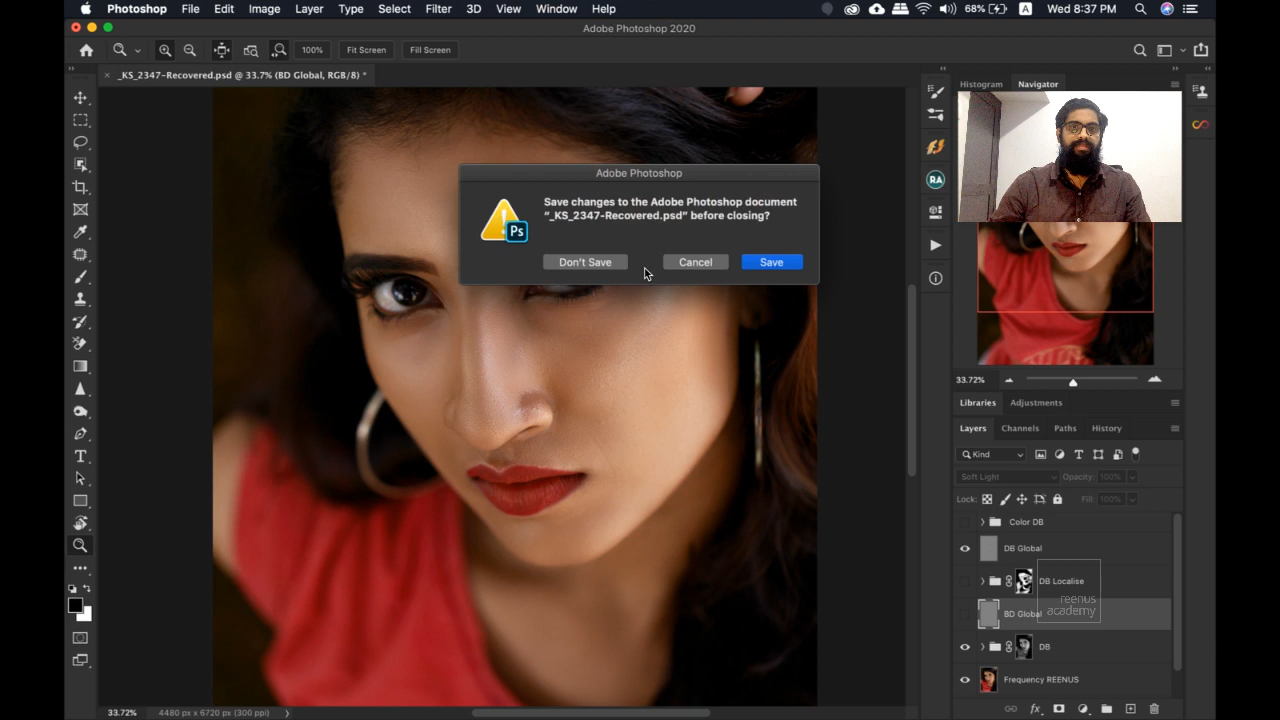 Photoshop File Edit Image Layer Type Select Filter 3D View Window Help 68% A Wed 8:37 PM
Adobe Photoshop 2020
100% Fit Screen Fill Screen
× _KS_2347-Recovered.psd @ 33.7% (BD Global, RGB/8) *
Histogram Navigator
Adobe Photoshop
Save changes to the Adobe Photoshop document
“_KS_2347-Recovered.psd” before closing?
Ps
Don't Save Cancel Save
RA
33.72%
Libraries Adjustments
Layers Channels Paths History
Kind
Soft Light Opacity: 100%
Lock: Fill: 100%
Color DB
DB Global
DB Localise
BD Global
reenus
academy
DB
Frequency REENUS
fx
33.72% 4480 px x 6720 px (300 ppi)